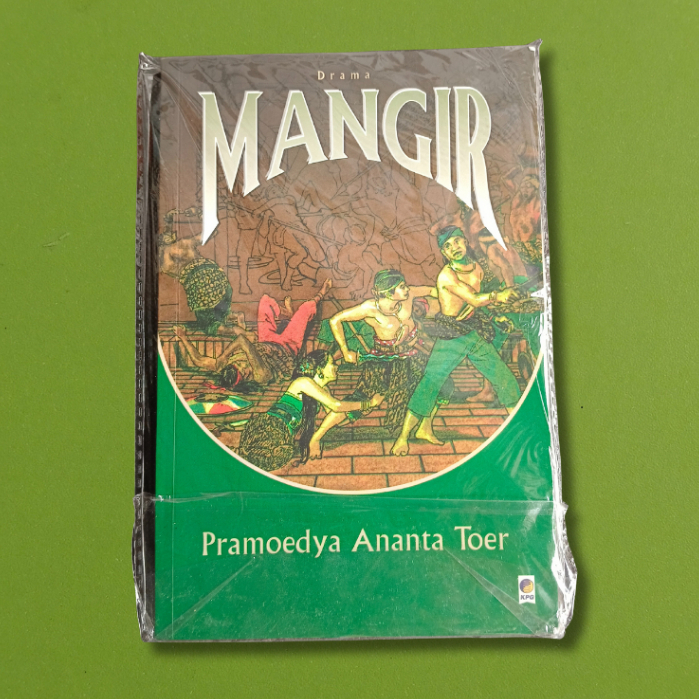 Drama
MANGIR
Pramoedya Ananta Toer
KPG